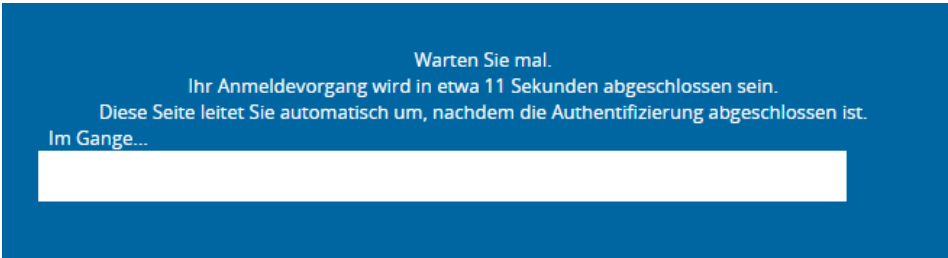 Warten Sie mal.
Ihr Anmeldevorgang wird in etwa 11 Sekunden abgeschlossen sein.
Diese Seite leitet Sie automatisch um, nachdem die Authentifizierung abgeschlossen ist.
Im Gange...